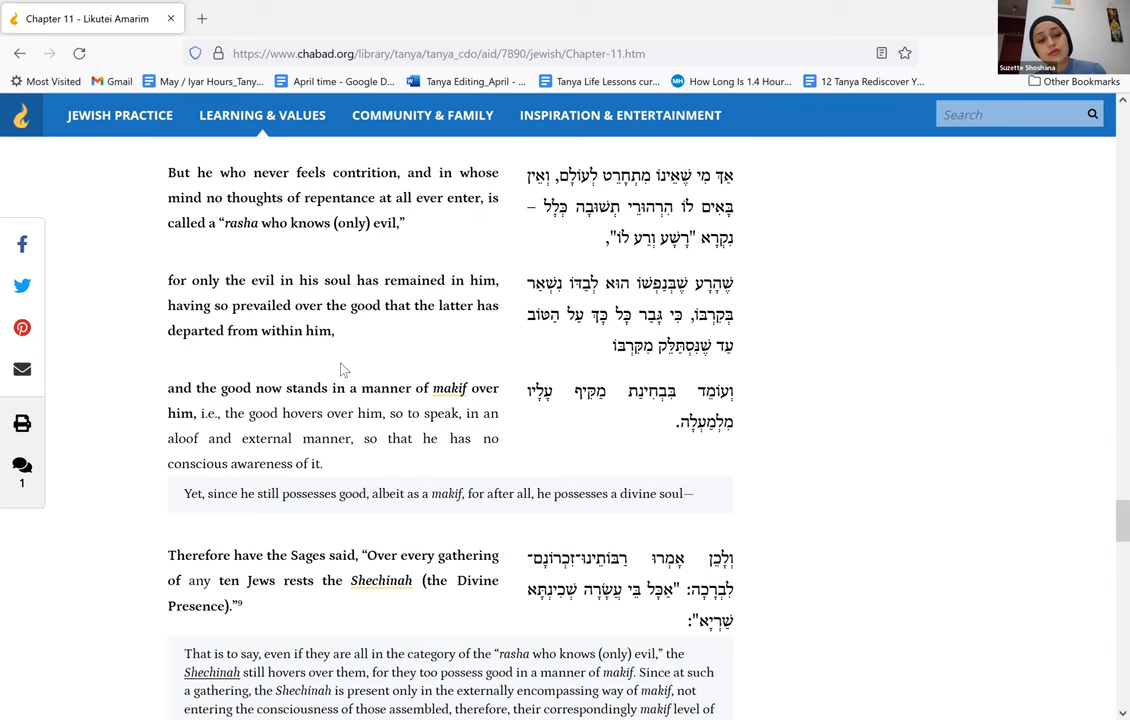 Chapter 11 - Likutei Amarim
https://www.chabad.org/library/tanya/tanya_cdo/aid/7890/jewish/Chapter-11.htm
Suzette Shoshana
Most Visited Gmail May / Iyar Hours_Tany... April time - Google D... Tanya Editing_April - ... Tanya Life Lessons cur... MH How Long Is 1.4 Hour... 12 Tanya Rediscover Y... Other Bookmarks
JEWISH PRACTICE LEARNING & VALUES COMMUNITY & FAMILY INSPIRATION & ENTERTAINMENT Search
But he who never feels contrition, and in whose
mind no thoughts of repentance at all ever enter, is
called a “rasha who knows (only) evil,”
אַךְ מִי שֶׁאֵינוֹ מִתְחָרֵט לְעוֹלָם, וְאֵין
בָּאִים לוֹ הִרְהוּרֵי תְשׁוּבָה כְּלָל –
נִקְרָא "רָשָׁע וְרַע לוֹ",
for only the evil in his soul has remained in him,
having so prevailed over the good that the latter has
departed from within him,
שֶׁהָרָע שֶׁבְּנַפְשׁוֹ הוּא לְבַדּוֹ נִשְׁאַר
בְּקִרְבּוֹ, כִּי גָּבַר כָּל כָּךְ עַל הַטּוֹב
עַד שֶׁנִּסְתַּלֵּק מִקִּרְבּוֹ
and the good now stands in a manner of makif over
him, i.e., the good hovers over him, so to speak, in an
aloof and external manner, so that he has no
conscious awareness of it.
וְעוֹמֵד בִּבְחִינַת מַקִּיף עָלָיו
מִלְמַעְלָה.
Yet, since he still possesses good, albeit as a makif, for after all, he possesses a divine soul—
Therefore have the Sages said, “Over every gathering
of any ten Jews rests the Shechinah (the Divine
Presence).”9
וְלָכֵן אָמְרוּ רַבּוֹתֵינוּ־זִכְרוֹנָם־
לִבְרָכָה: "אַכָּל בֵּי עֲשָׂרָה שְׁכִינְתָּא
שַׁרְיָא":
That is to say, even if they are all in the category of the “rasha who knows (only) evil,” the
Shechinah still hovers over them, for they too possess good in a manner of makif. Since at such
a gathering, the Shechinah is present only in the externally encompassing way of makif, not
entering the consciousness of those assembled, therefore, their correspondingly makif level of
1